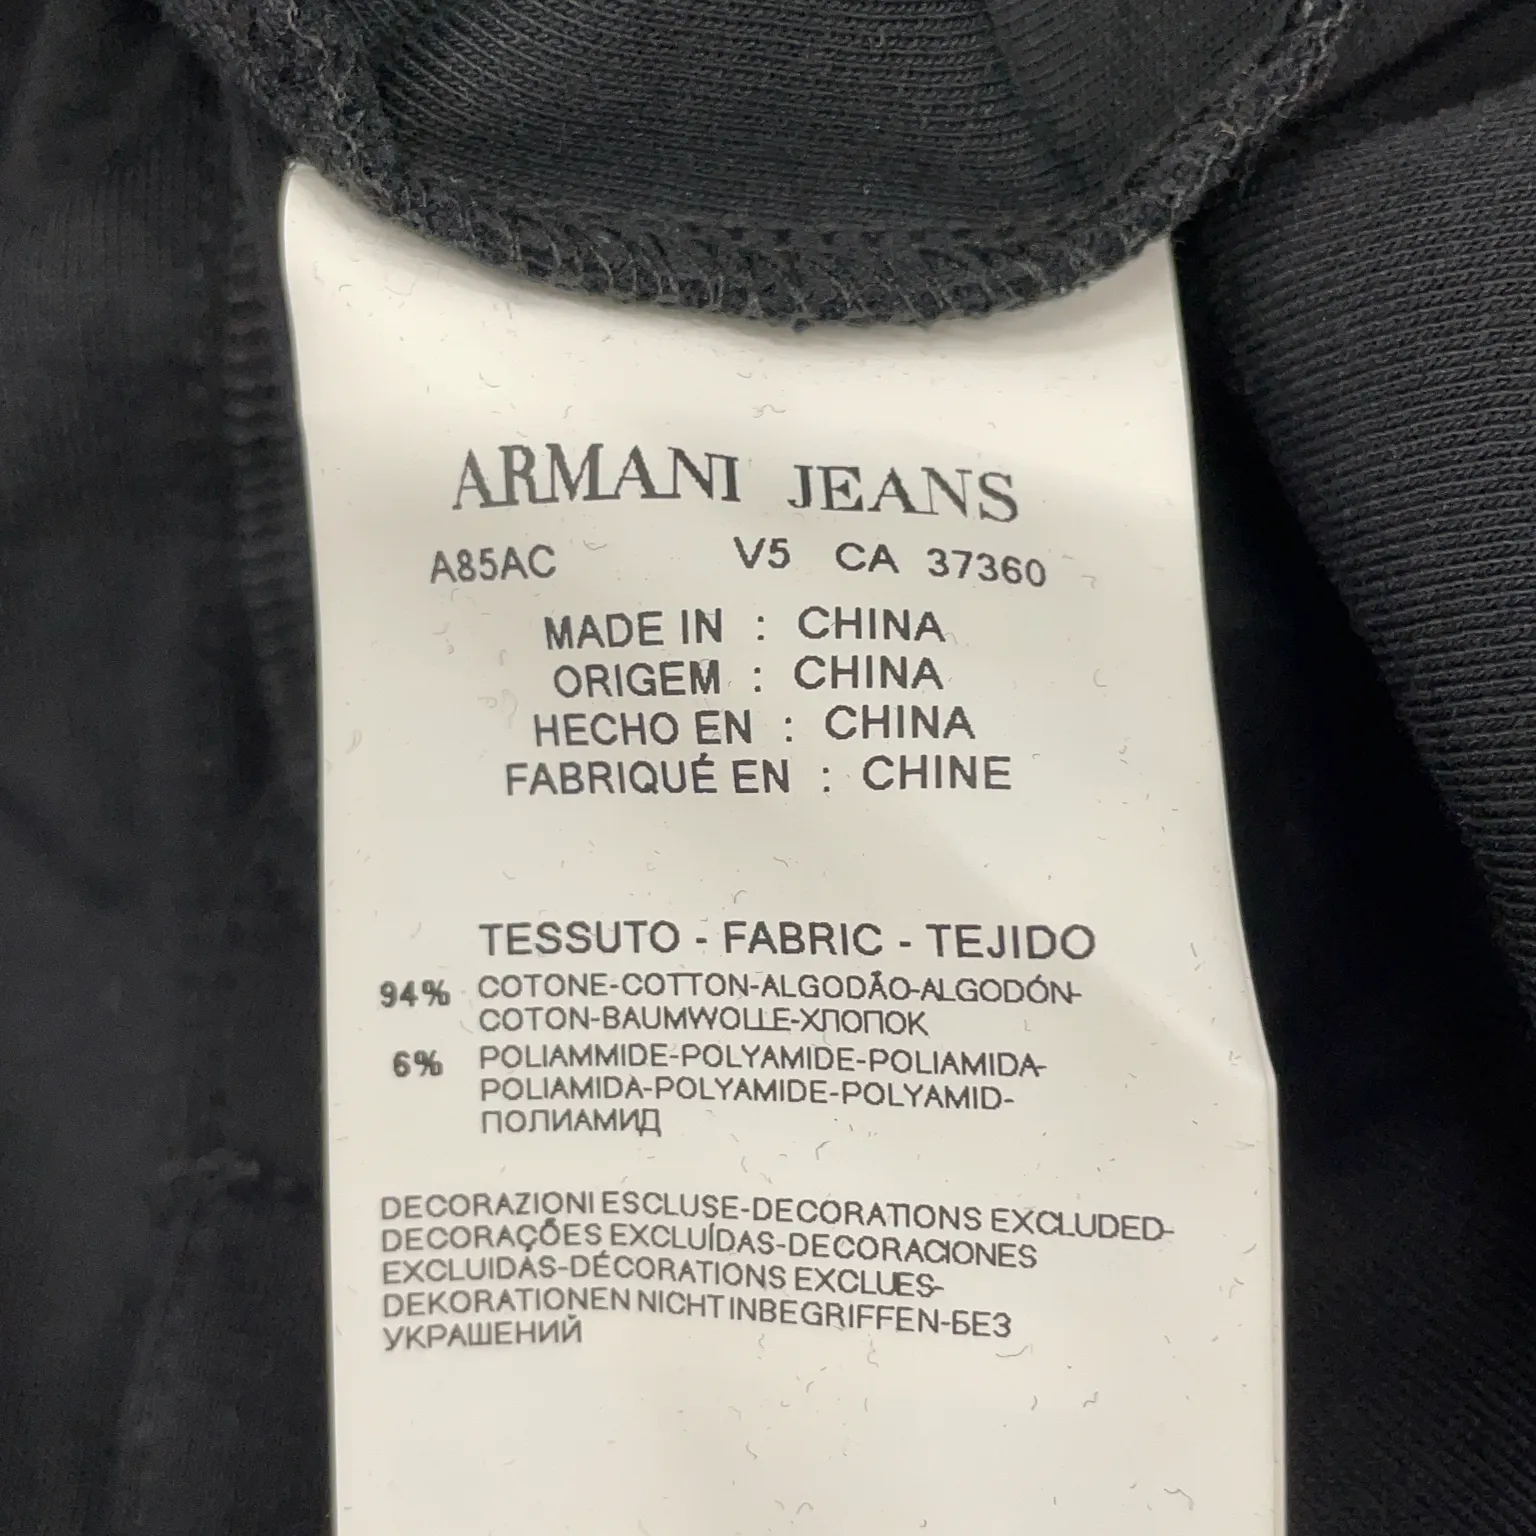 ARMANI JEANS
A85AC V5 CA 37360
MADE IN : CHINA
ORIGEM : CHINA
HECHO EN : CHINA
FABRIQUÉ EN : CHINE
TESSUTO - FABRIC - TEJIDO
94% COTONE-COTTON-ALGODÃO-ALGODÓN-
COTON-BAUMWOLLE-ХЛОПОК
6% POLIAMMIDE-POLYAMIDE-POLIAMIDA-
POLIAMIDA-POLYAMIDE-POLYAMID-
ПОЛИАМИД
DECORAZIONI ESCLUSE-DECORATIONS EXCLUDED-
DECORAÇÕES EXCLUÍDAS-DECORACIONES
EXCLUIDAS-DÉCORATIONS EXCLUES-
DEKORATIONEN NICHT INBEGRIFFEN-БЕЗ
УКРАШЕНИЙ